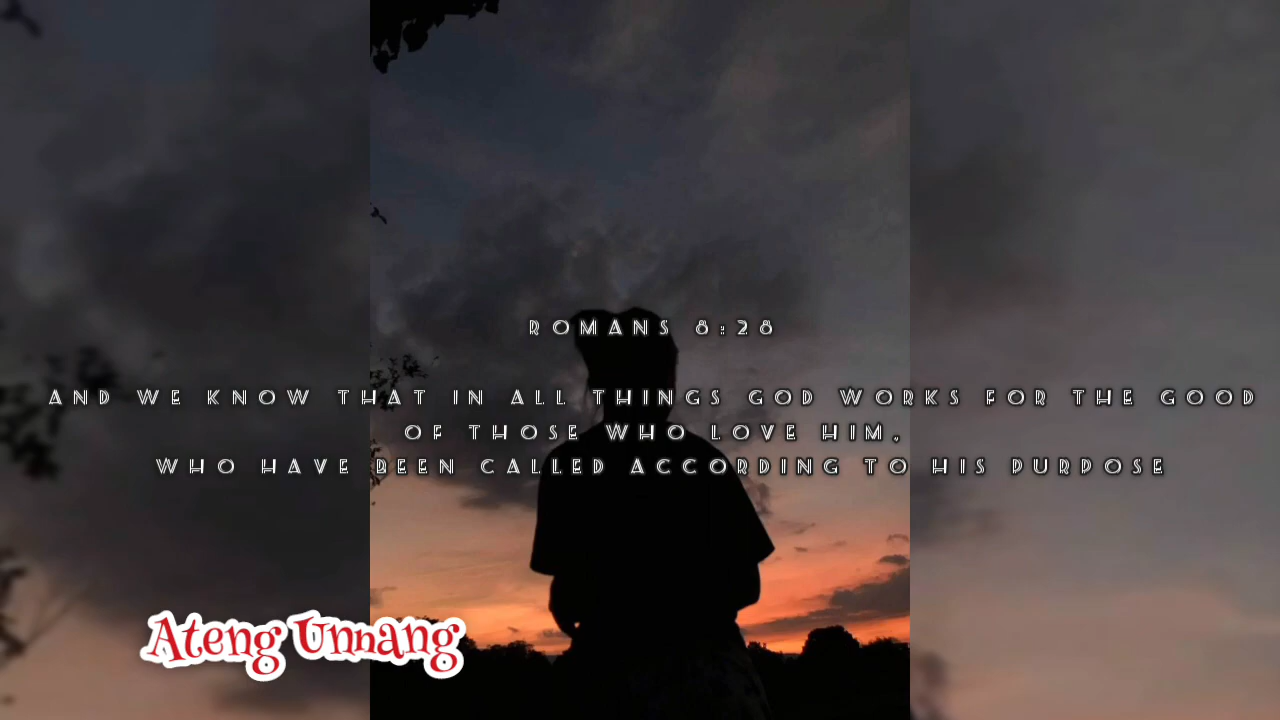 ROMANS 8:28
AND WE KNOW THAT IN ALL THINGS GOD WORKS FOR THE GOOD
OF THOSE WHO LOVE HIM,
WHO HAVE BEEN CALLED ACCORDING TO HIS PURPOSE
Ateng Unnang